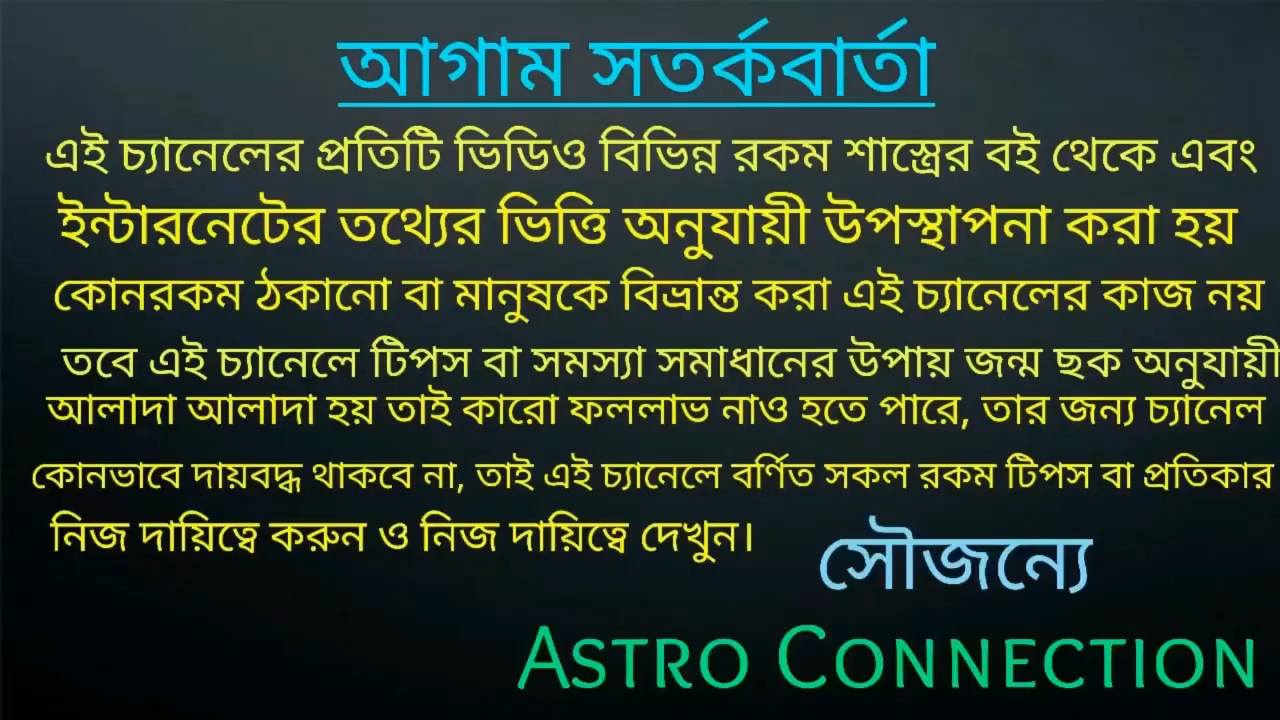 আগাম সতর্কবার্তা
এই চ্যানেলের প্রতিটি ভিডিও বিভিন্ন রকম শাস্ত্রের বই থেকে এবং
ইন্টারনেটের তথ্যের ভিত্তি অনুযায়ী উপস্থাপনা করা হয়
কোনরকম ঠকানো বা মানুষকে বিভ্রান্ত করা এই চ্যানেলের কাজ নয়
তবে এই চ্যানেলে টিপস বা সমস্যা সমাধানের উপায় জন্ম ছক অনুযায়ী
আলাদা আলাদা হয় তাই কারো ফললাভ নাও হতে পারে, তার জন্য চ্যানেল
কোনভাবে দায়বদ্ধ থাকবে না, তাই এই চ্যানেলে বর্ণিত সকল রকম টিপস বা প্রতিকার
নিজ দায়িত্বে করুন ও নিজ দায়িত্বে দেখুন।
সৌজন্যে
ASTRO CONNECTION